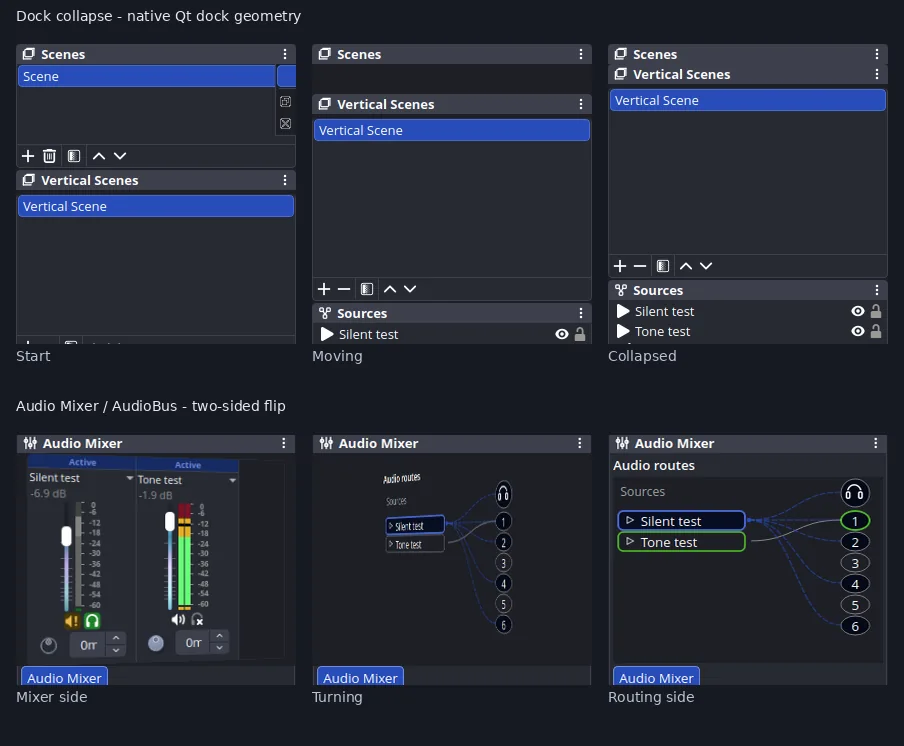 Dock collapse - native Qt dock geometry
Scenes
Scene
Vertical Scenes
Vertical Scene
Start
Scenes
Vertical Scenes
Vertical Scene
Sources
Silent test
Moving
Scenes
Vertical Scenes
Vertical Scene
Sources
Silent test
Tone test
Collapsed
Audio Mixer / AudioBus - two-sided flip
Audio Mixer
Active Active
Silent test Tone test
-6.9 dB -1.9 dB
0 0
-6 -6
-12 -12
-18 -18
-24 -24
-30 -30
-36 -36
-42 -42
-48 -48
-54 -54
-60 -60
Audio Mixer
Mixer side
Audio Mixer
Audio routes
Sources
Silent test 1
Tone test 2
3
4
5
6
Audio Mixer
Turning
Audio Mixer
Audio routes
Sources
Silent test 1
Tone test 2
3
4
5
6
Audio Mixer
Routing side